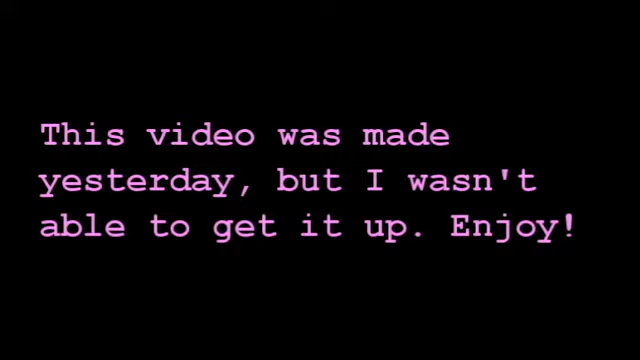 This video was made
yesterday, but I wasn't
able to get it up. Enjoy!